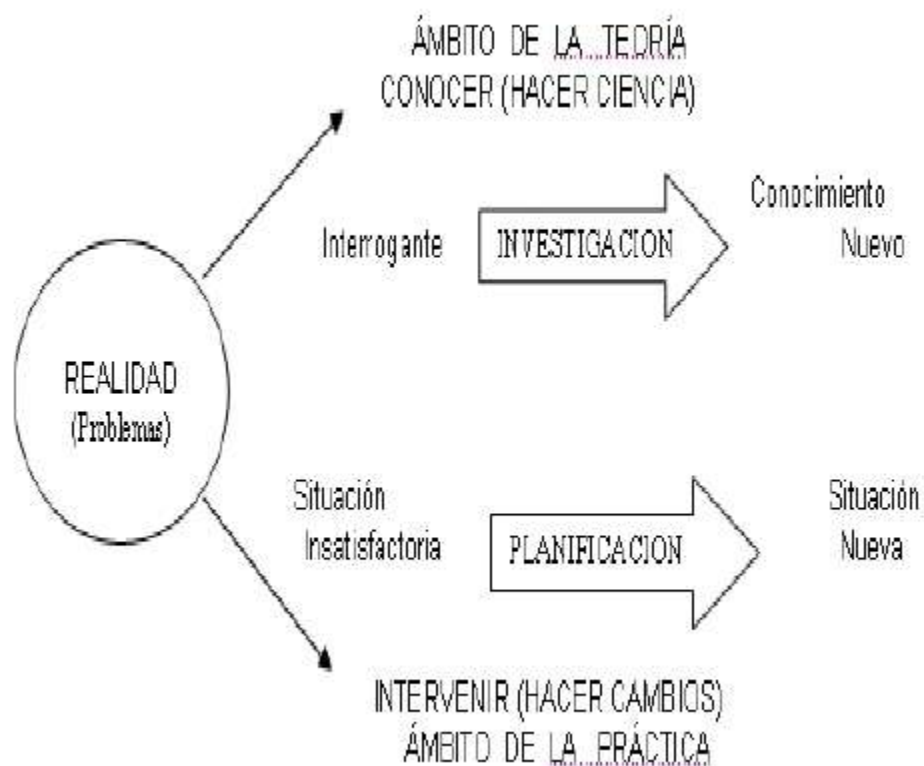 ÁMBITO DE LA TEORÍA
CONOCER (HACER CIENCIA)
Conocimiento
Interrogante INVESTIGACION Nuevo
REALIDAD
(Problemas)
Situación Situación
Insatisfactoria PLANIFICACION Nueva
INTERVENIR (HACER CAMBIOS)
ÁMBITO DE LA PRÁCTICA